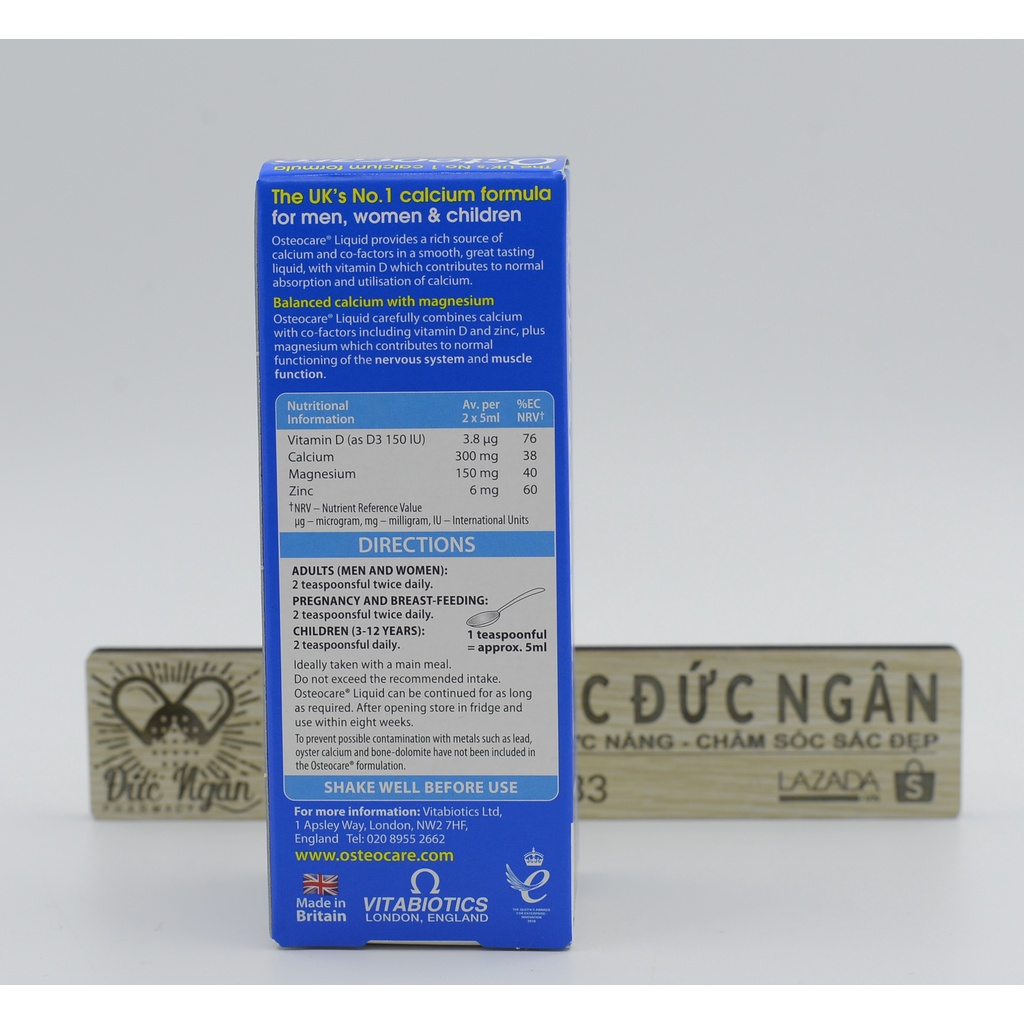 Osteocare
The UK's No.1 calcium formula
The UK's No.1 calcium formula
for men, women & children
Osteocare® Liquid provides a rich source of
calcium and co-factors in a smooth, great tasting
liquid, with vitamin D which contributes to normal
absorption and utilisation of calcium.
Balanced calcium with magnesium
Osteocare® Liquid carefully combines calcium
with co-factors including vitamin D and zinc, plus
magnesium which contributes to normal
functioning of the nervous system and muscle
function.
Nutritional Information Av. per 2 x 5ml %EC NRV†
Vitamin D (as D3 150 IU) 3.8 µg 76
Calcium 300 mg 38
Magnesium 150 mg 40
Zinc 6 mg 60
†NRV – Nutrient Reference Value
µg – microgram, mg – milligram, IU – International Units
DIRECTIONS
ADULTS (MEN AND WOMEN):
2 teaspoonsful twice daily.
PREGNANCY AND BREAST-FEEDING:
2 teaspoonsful twice daily.
CHILDREN (3-12 YEARS):
2 teaspoonsful daily.
1 teaspoonful
= approx. 5ml
Ideally taken with a main meal.
Do not exceed the recommended intake.
Osteocare® Liquid can be continued for as long
as required. After opening store in fridge and
use within eight weeks.
To prevent possible contamination with metals such as lead,
oyster calcium and bone-dolomite have not been included in
the Osteocare® formulation.
SHAKE WELL BEFORE USE
For more information: Vitabiotics Ltd,
1 Apsley Way, London, NW2 7HF,
England Tel: 020 8955 2662
www.osteocare.com
Made in
Britain
VITABIOTICS
LONDON, ENGLAND
Đức Ngân
PHARMACY
C ĐỨC NGÂN
C NĂNG - CHĂM SÓC SẮC ĐẸP
33
LAZADA
.vn
S